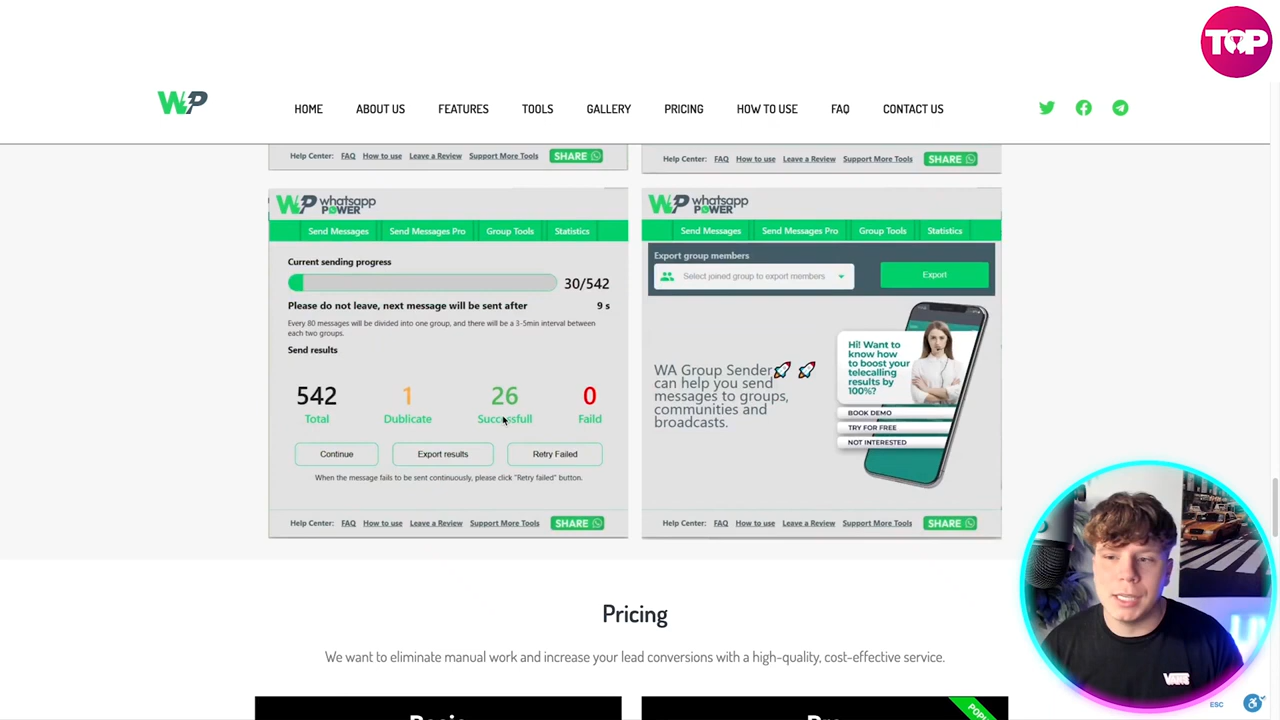 TOP
WP
HOME
ABOUT US
FEATURES
TOOLS
GALLERY
PRICING
HOW TO USE
FAQ
CONTACT US
Help Center: FAQ How to use Leave a Review Support More Tools SHARE
Help Center: FAQ How to use Leave a Review Support More Tools SHARE
WP whatsapp
POWER
Send Messages Send Messages Pro Group Tools Statistics
Current sending progress
30/542
Please do not leave, next message will be sent after 9 s
Every 80 messages will be divided into one group, and there will be a 3-5min interval between
each two groups.
Send results
542 1 26 0
Total Dublicate Successfull Faild
Continue Export results Retry Failed
When the message fails to be sent continuously, please click "Retry failed" button.
Help Center: FAQ How to use Leave a Review Support More Tools SHARE
WP whatsapp
POWER
Send Messages Send Messages Pro Group Tools Statistics
Export group members
Select joined group to export members
Export
WA Group Sender
can help you send
messages to groups,
communities and
broadcasts.
Hi! Want to
know how
to boost your
telecalling
results by
100%?
BOOK DEMO
TRY FOR FREE
NOT INTERESTED
Help Center: FAQ How to use Leave a Review Support More Tools SHARE
Pricing
We want to eliminate manual work and increase your lead conversions with a high-quality, cost-effective service.
Basic
Pro
VANS
ESC